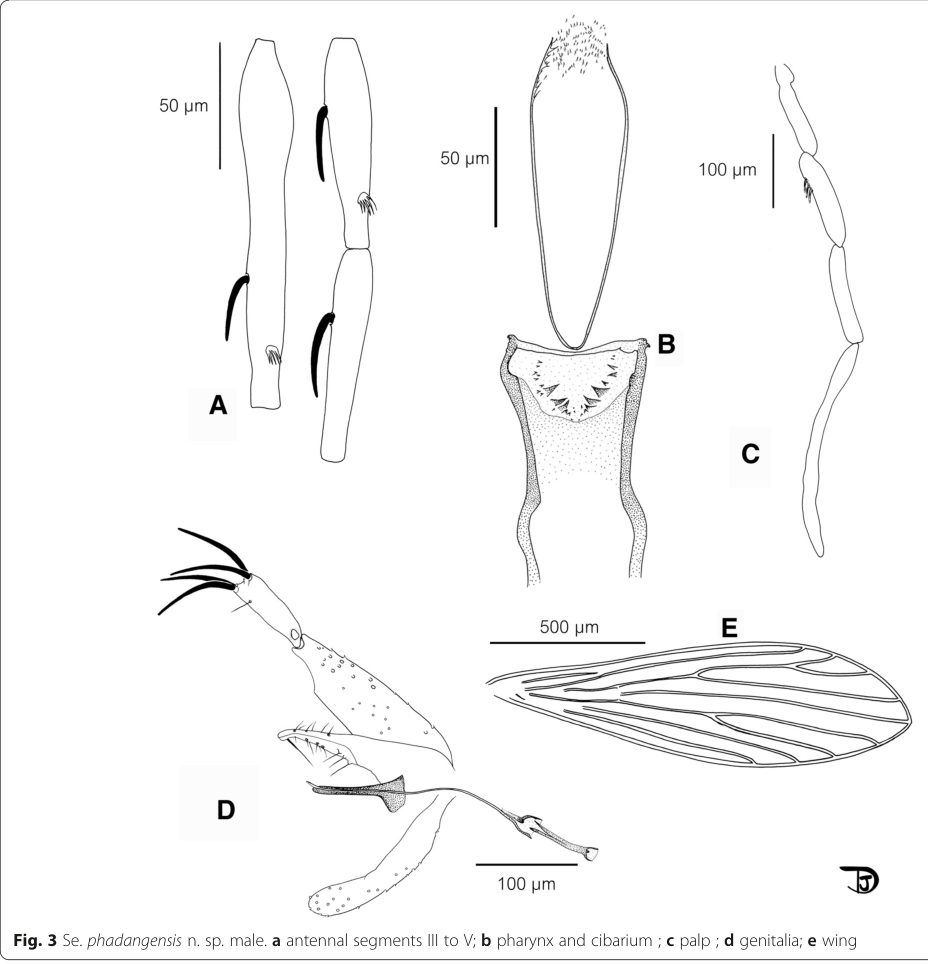 50 µm
50 µm
100 µm
A
B
C
500 µm
E
D
100 µm
Fig. 3 Se. phadangensis n. sp. male. a antennal segments III to V; b pharynx and cibarium ; c palp ; d genitalia; e wing